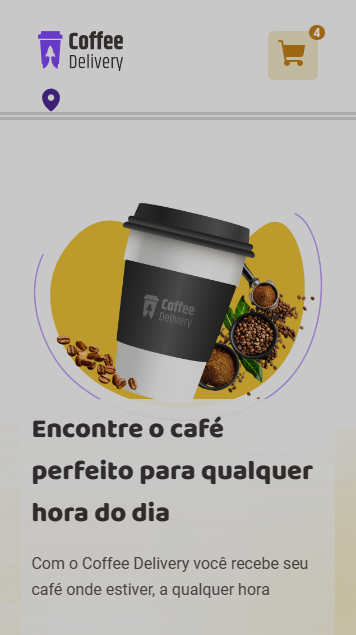 Coffee
Delivery
4
Coffee
Delivery
Encontre o café
perfeito para qualquer
hora do dia
Com o Coffee Delivery você recebe seu
café onde estiver, a qualquer hora